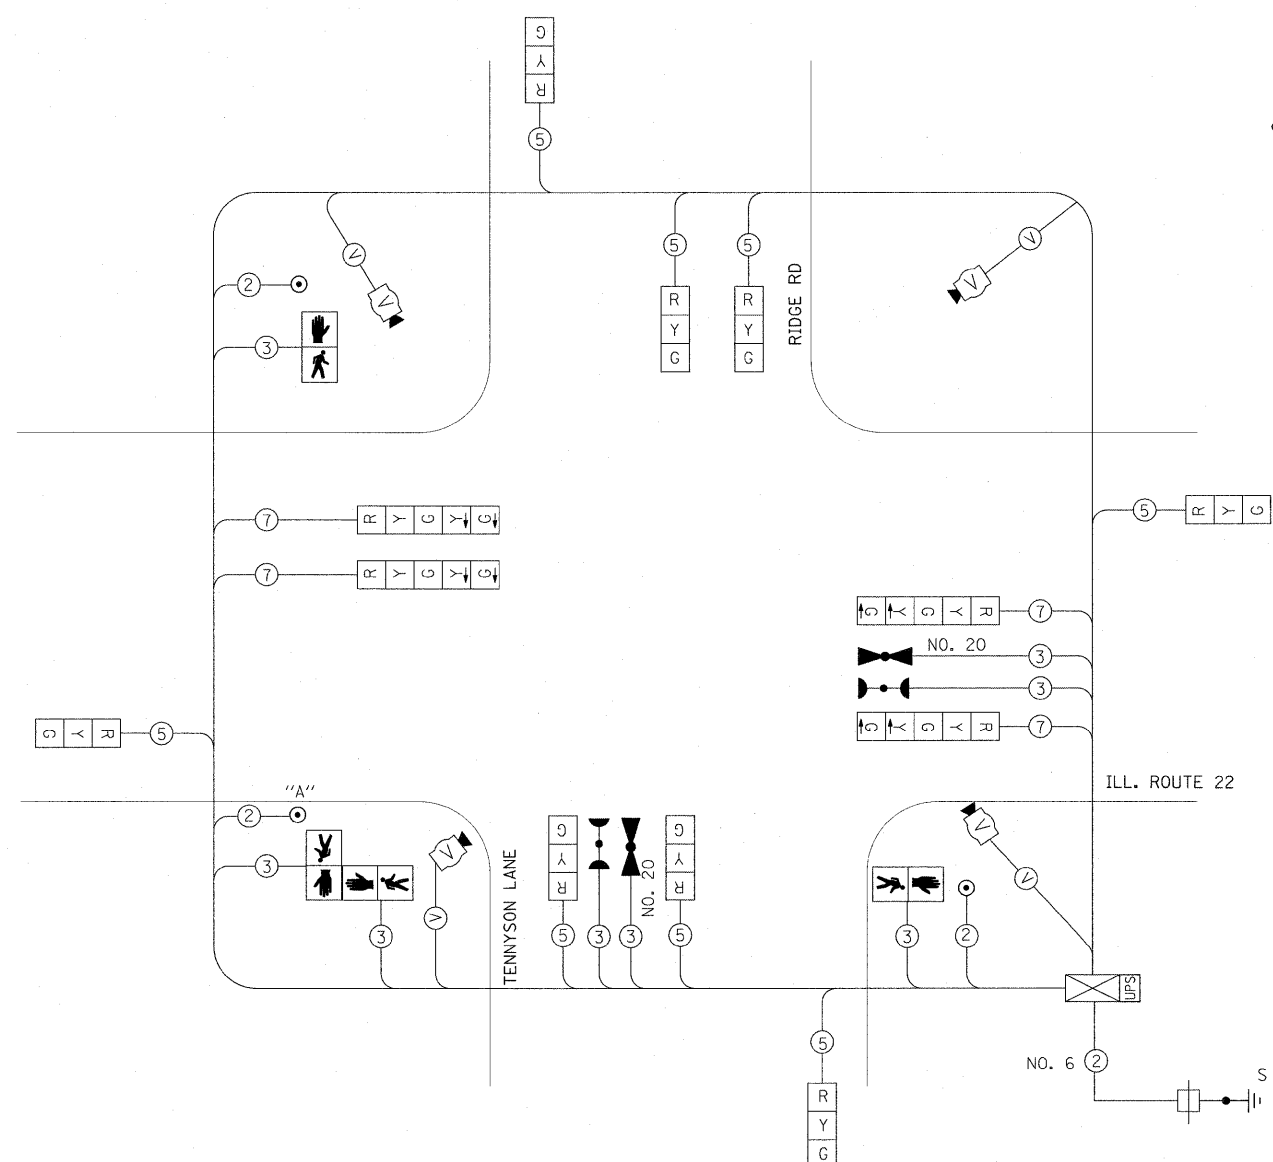 G Y R
5
5
5
V
V
V
V
2
3
R Y G
R Y G
RIDGE RD
7
R Y G Y G
7
R Y G Y G
5
R Y G
G Y G Y R
7
NO. 20
3
3
G Y G Y R
7
G Y R
5
ILL. ROUTE 22
"A"
2
3
3
V
V
TENNYSON LANE
G Y R
NO. 20
G Y R
V
V
5
3
3
5
3
2
UPS
5
NO. 6
2
S
R
Y
G